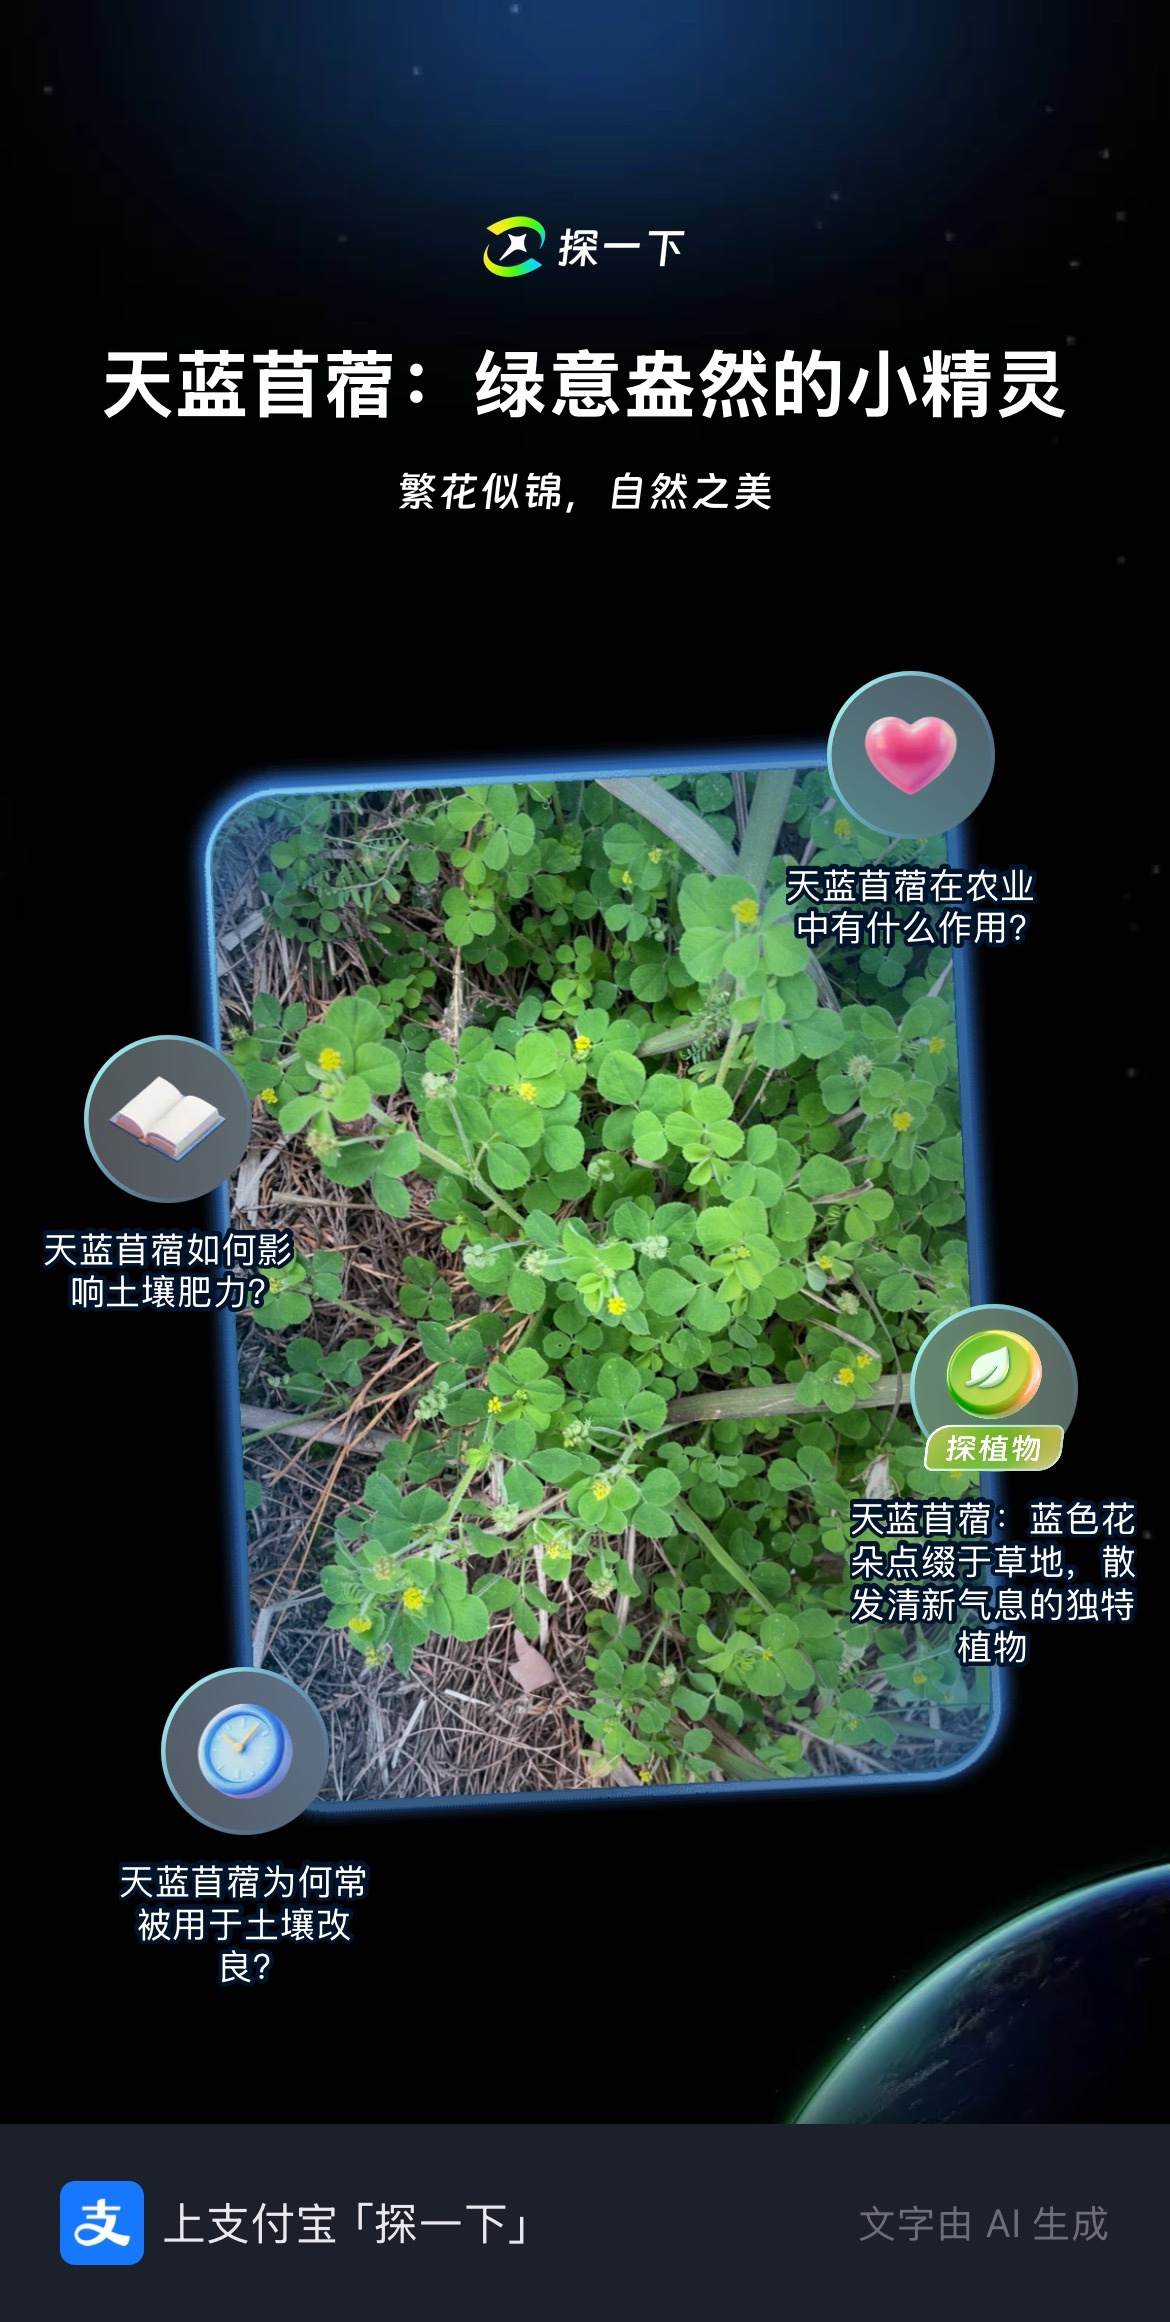 探一下
天蓝苜蓿：绿意盎然的小精灵
繁花似锦，自然之美
天蓝苜蓿在农业
中有什么作用？
天蓝苜蓿如何影
响土壤肥力？
探植物
天蓝苜蓿：蓝色花
朵点缀于草地，散
发清新气息的独特
植物
天蓝苜蓿为何常
被用于土壤改
良？
支 上支付宝「探一下」
文字由 AI 生成